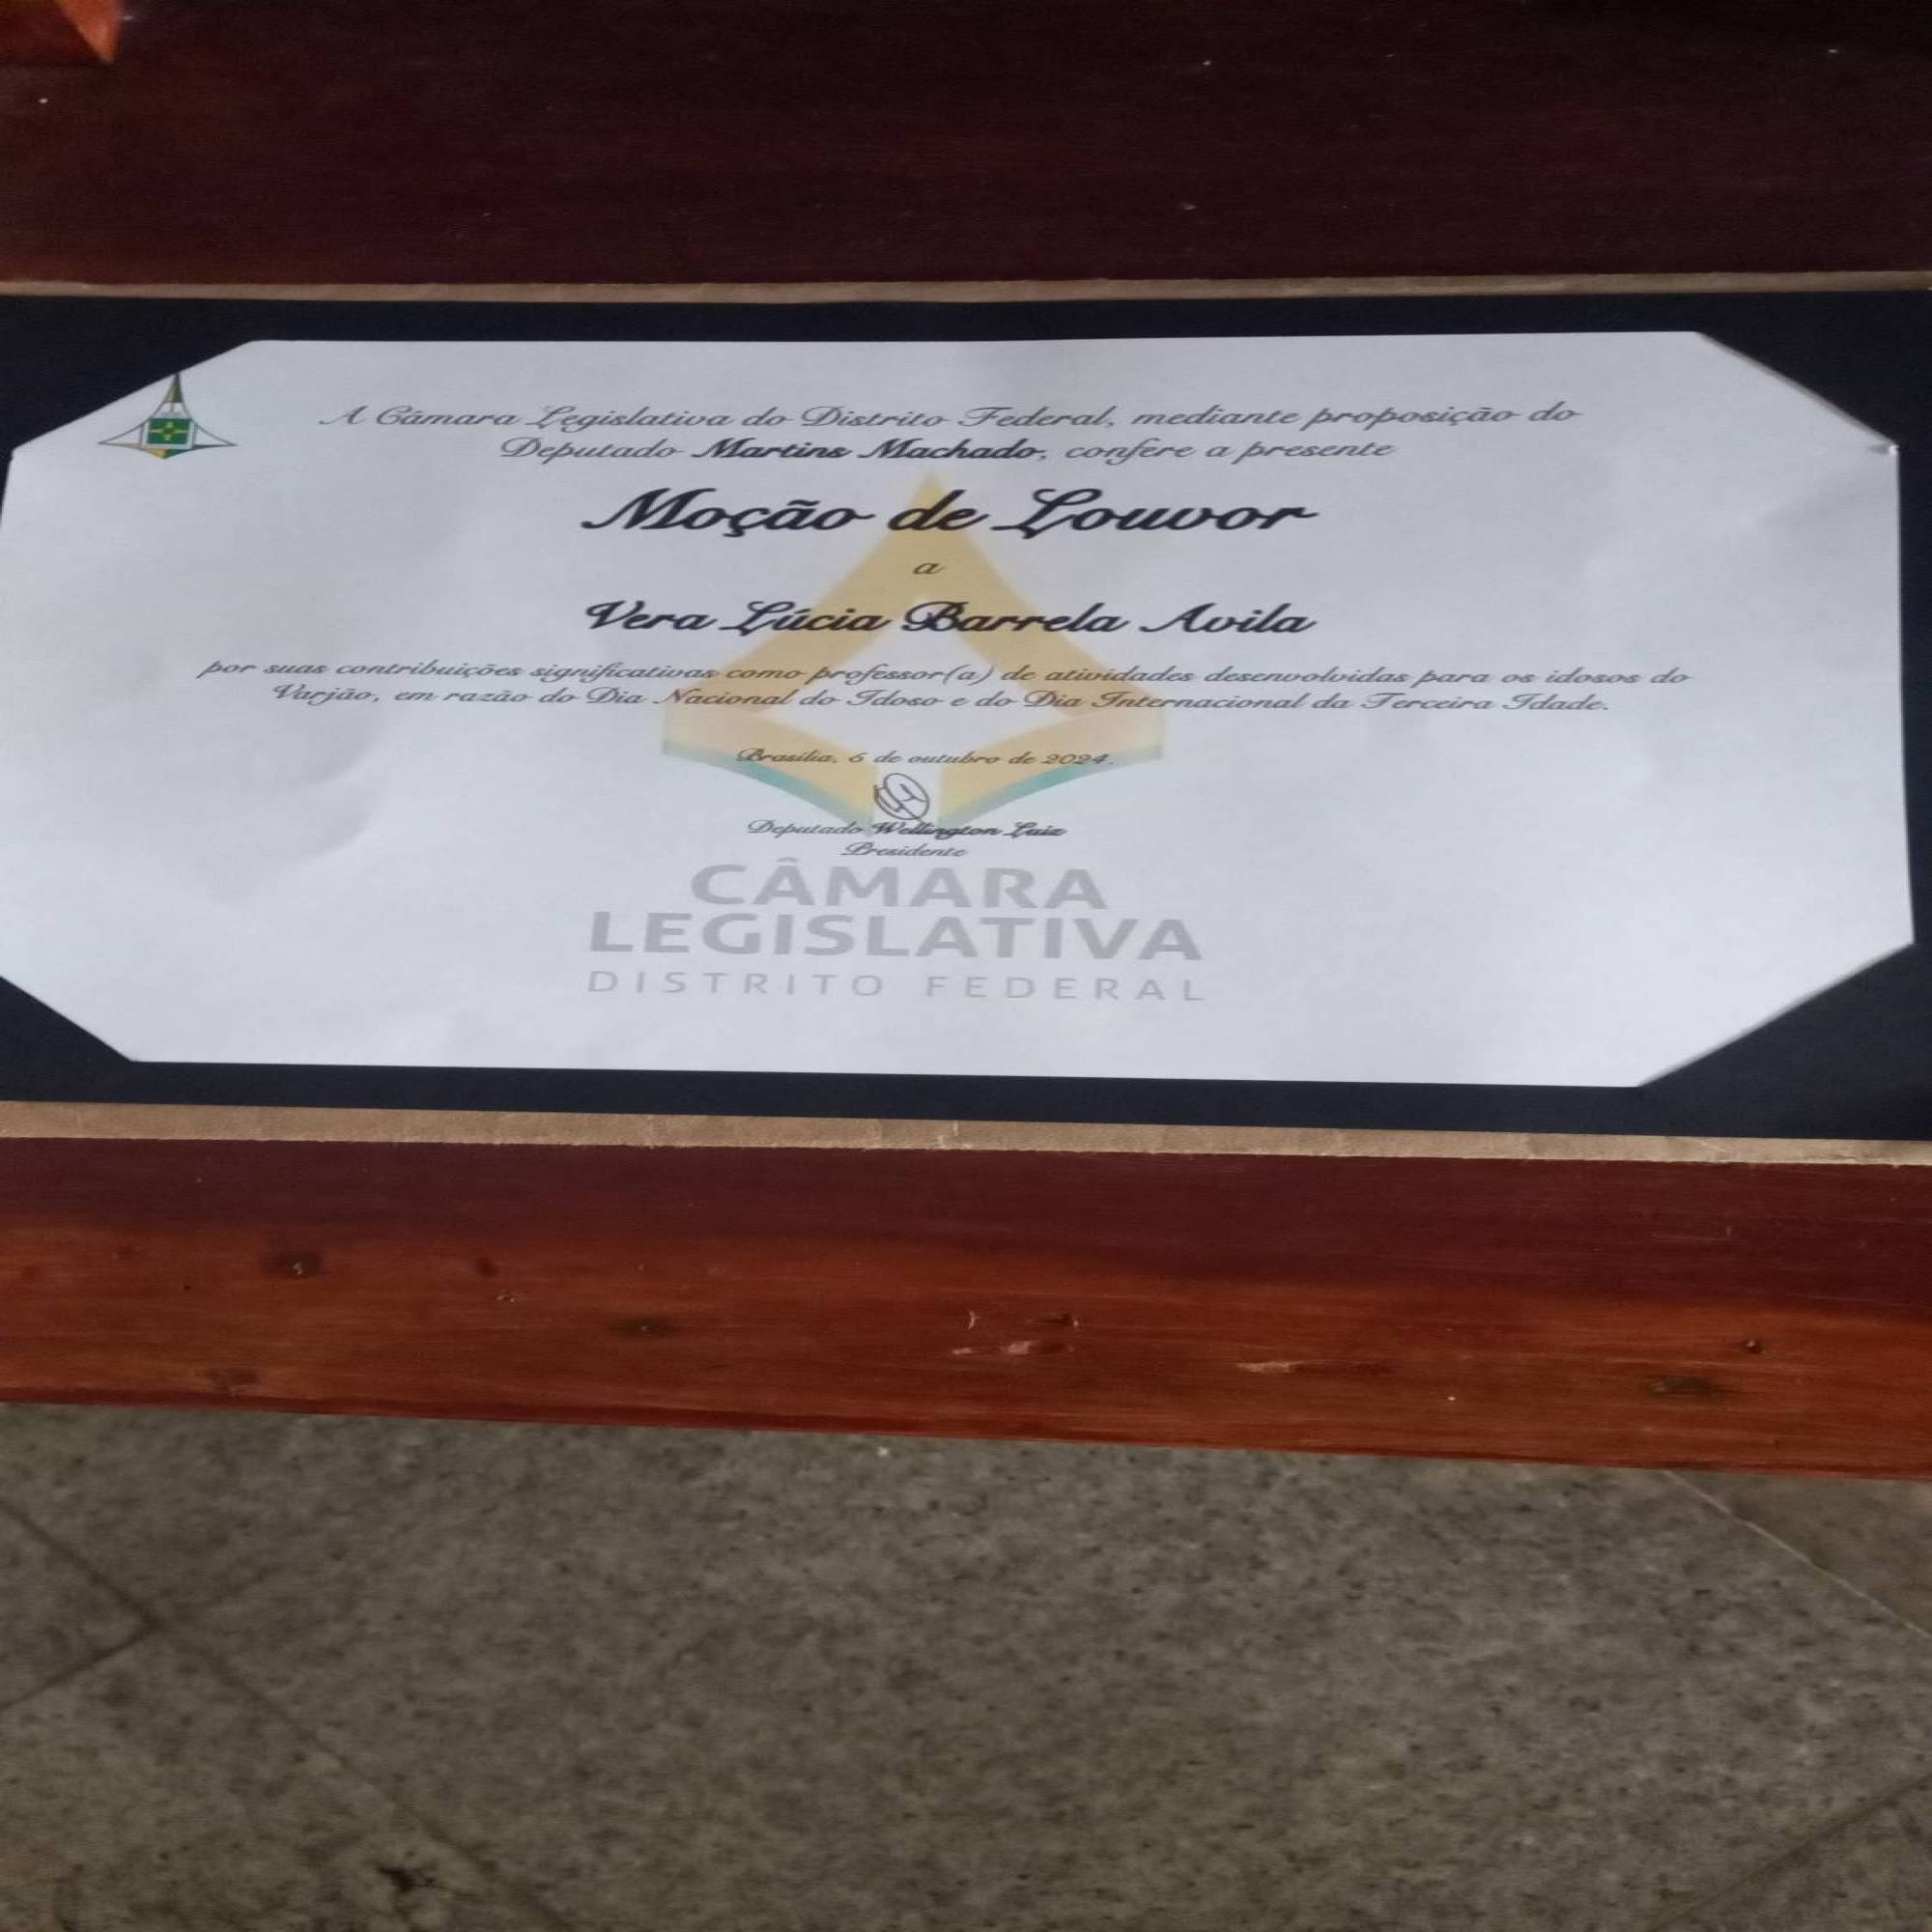 A Câmara Legislativa do Distrito Federal, mediante proposição do
Deputado Martins Machado, confere a presente
Moção de Louvor
a
Vera Lúcia Barrela Avila
por suas contribuições significativas como professor(a) de atividades desenvolvidas para os idosos do
Varjão, em razão do Dia Nacional do Idoso e do Dia Internacional da Terceira Idade.
Brasília, 6 de outubro de 2024.
Deputado Wellington Luiz
Presidente
CÂMARA
LEGISLATIVA
DISTRITO FEDERAL